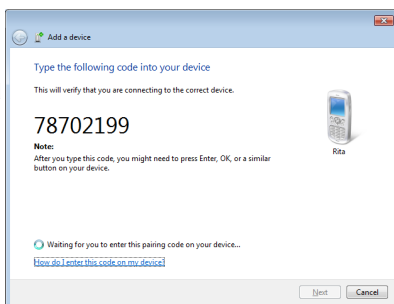 Add a device
Type the following code into your device
This will verify that you are connecting to the correct device.
78702199
Note:
After you type this code, you might need to press Enter, OK, or a similar
button on your device.
Rita
Waiting for you to enter this pairing code on your device...
How do I enter this code on my device?
Next
Cancel